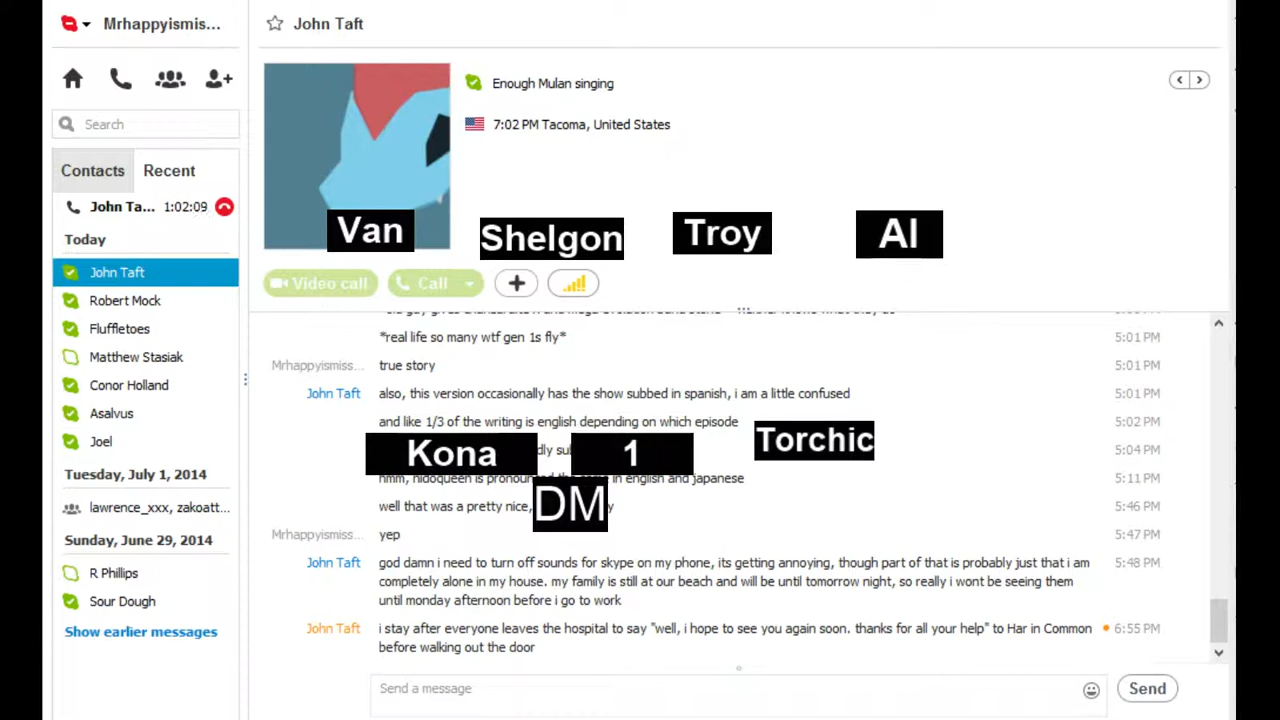 Mrhappyismis...
John Taft
Enough Mulan singing
7:02 PM Tacoma, United States
Search
Contacts
Recent
John Ta... 1:02:09
Today
John Taft
Robert Mock
Fluffletoes
Matthew Stasiak
Conor Holland
Asalvus
Joel
Tuesday, July 1, 2014
lawrence_xxx, zakoatt...
Sunday, June 29, 2014
R Phillips
Sour Dough
Show earlier messages
Van
Shelgon
Troy
Al
Video call
Call
*real life so many wtf gen 1s fly*
5:01 PM
Mrhappyismiss... true story
5:01 PM
John Taft also, this version occasionally has the show subbed in spanish, i am a little confused
5:01 PM
and like 1/3 of the writing is english depending on which episode
5:02 PM
Kona
1
Torchic
5:04 PM
hmm, nidoqueen is pronoun in english and japanese
5:11 PM
DM
well that was a pretty nice,
5:46 PM
Mrhappyismiss... yep
5:47 PM
John Taft god damn i need to turn off sounds for skype on my phone, its getting annoying, though part of that is probably just that i am
5:48 PM
completely alone in my house. my family is still at our beach and will be until tomorrow night, so really i wont be seeing them
until monday afternoon before i go to work
John Taft i stay after everyone leaves the hospital to say "well, i hope to see you again soon. thanks for all your help" to Har in Common
6:55 PM
before walking out the door
Send a message
Send